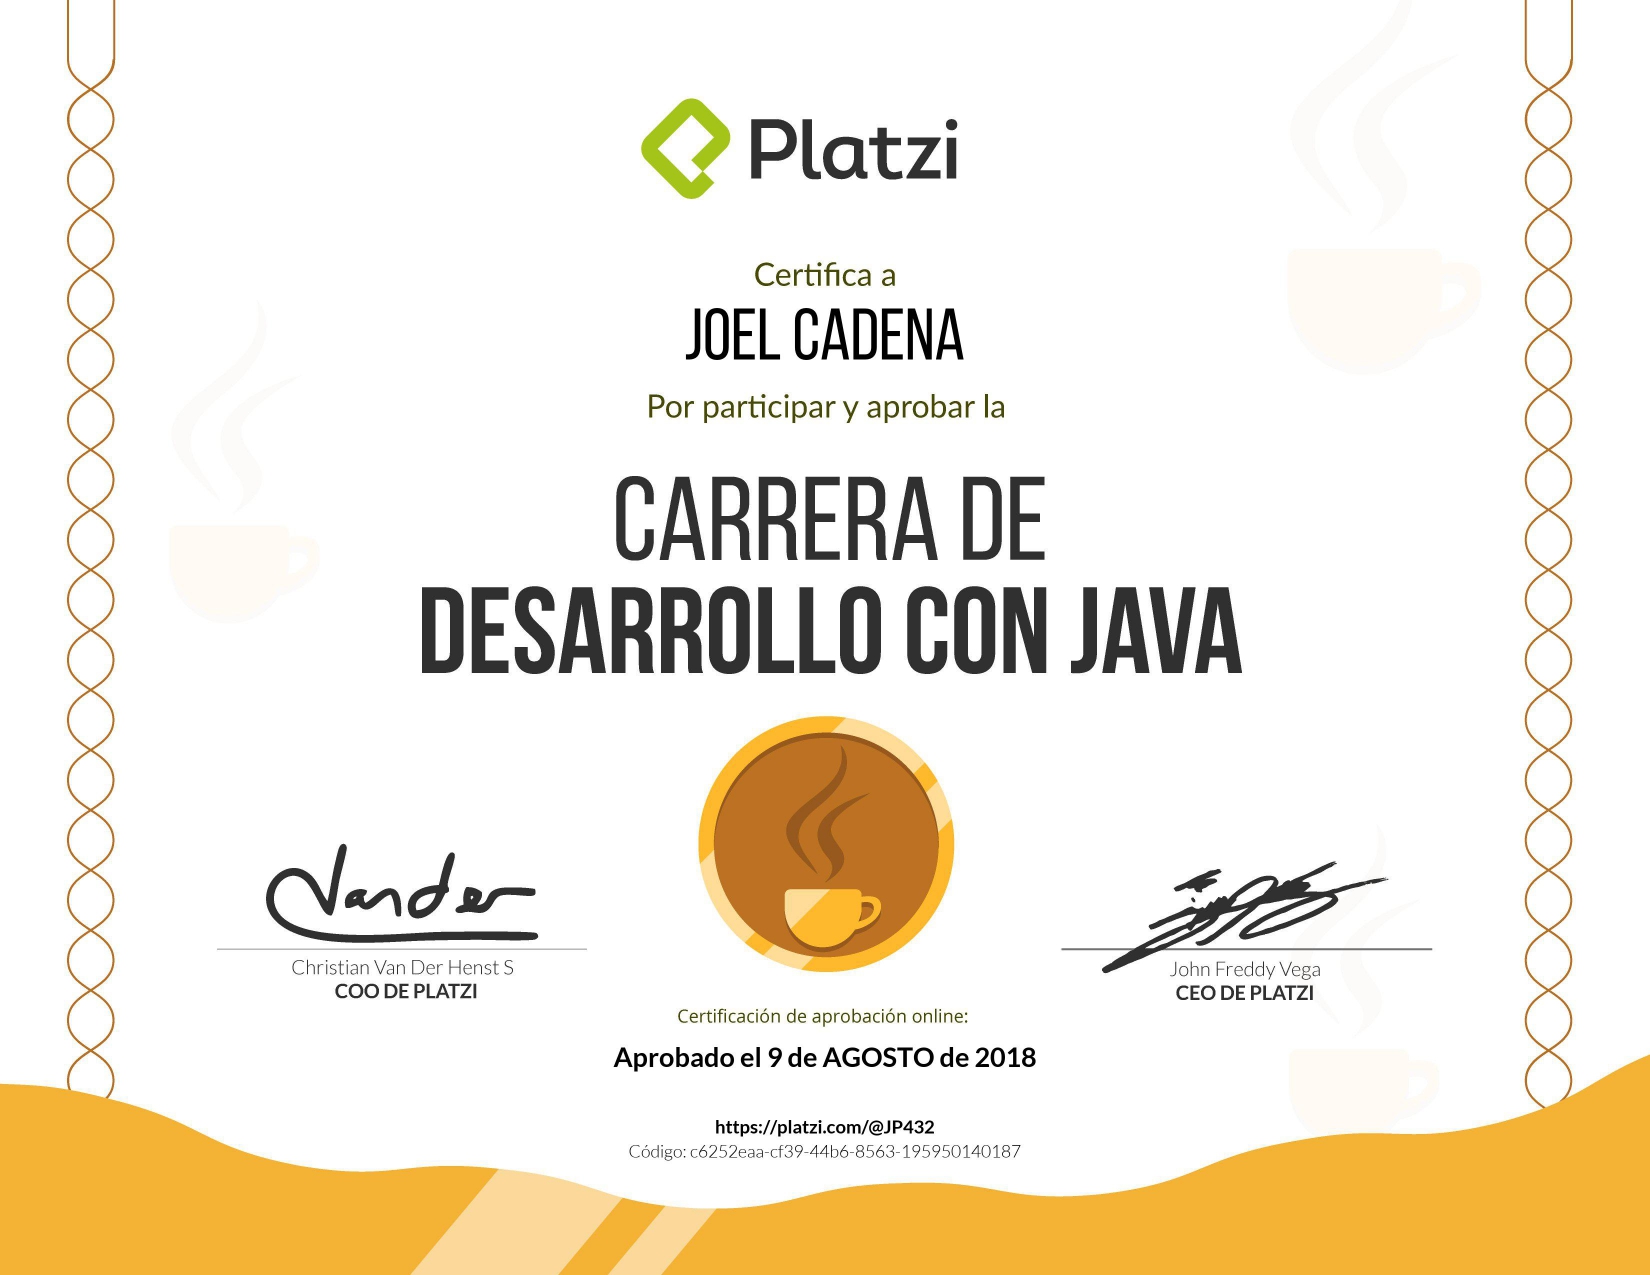 Platzi
Certifica a
JOEL CADENA
Por participar y aprobar la
CARRERA DE
DESARROLLO CON JAVA
Vander
Christian Van Der Henst S
COO DE PLATZI
John Freddy Vega
CEO DE PLATZI
Certificación de aprobación online:
Aprobado el 9 de AGOSTO de 2018
https://platzi.com/@JP432
Código: c6252eaa-cf39-44b6-8563-195950140187